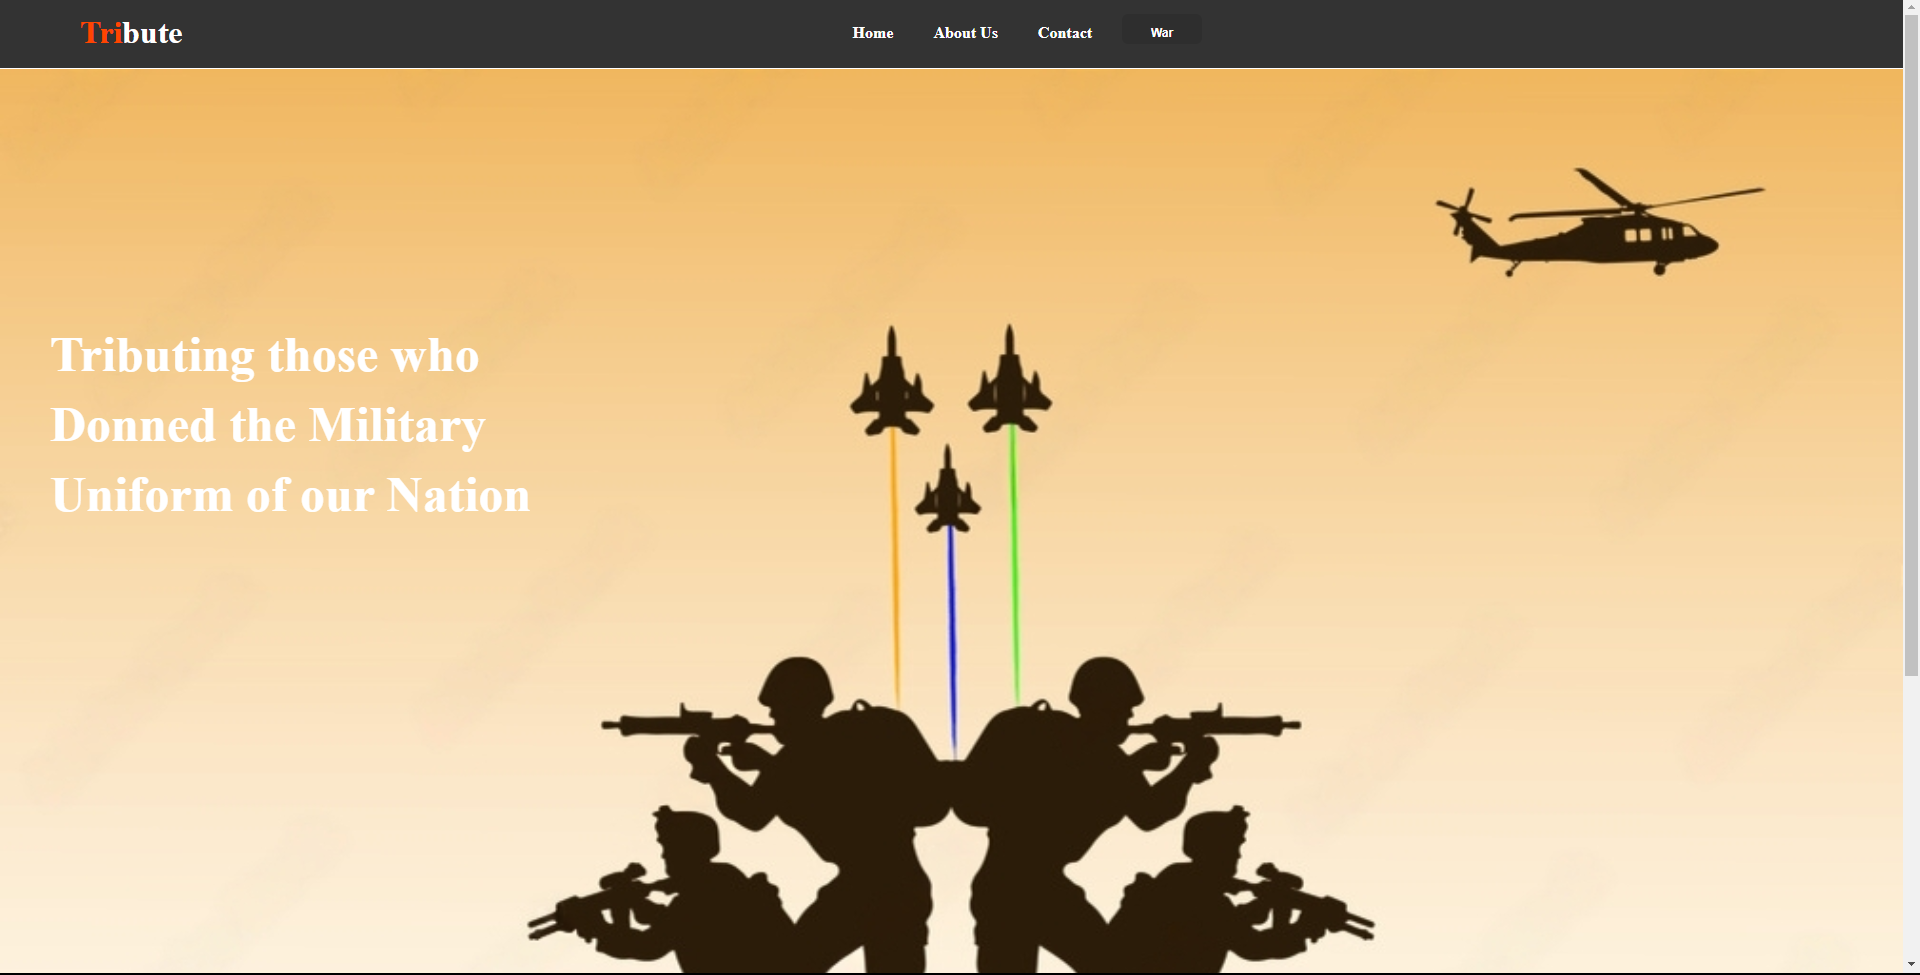 Tribute
Home About Us Contact War
Tributing those who
Donned the Military
Uniform of our Nation